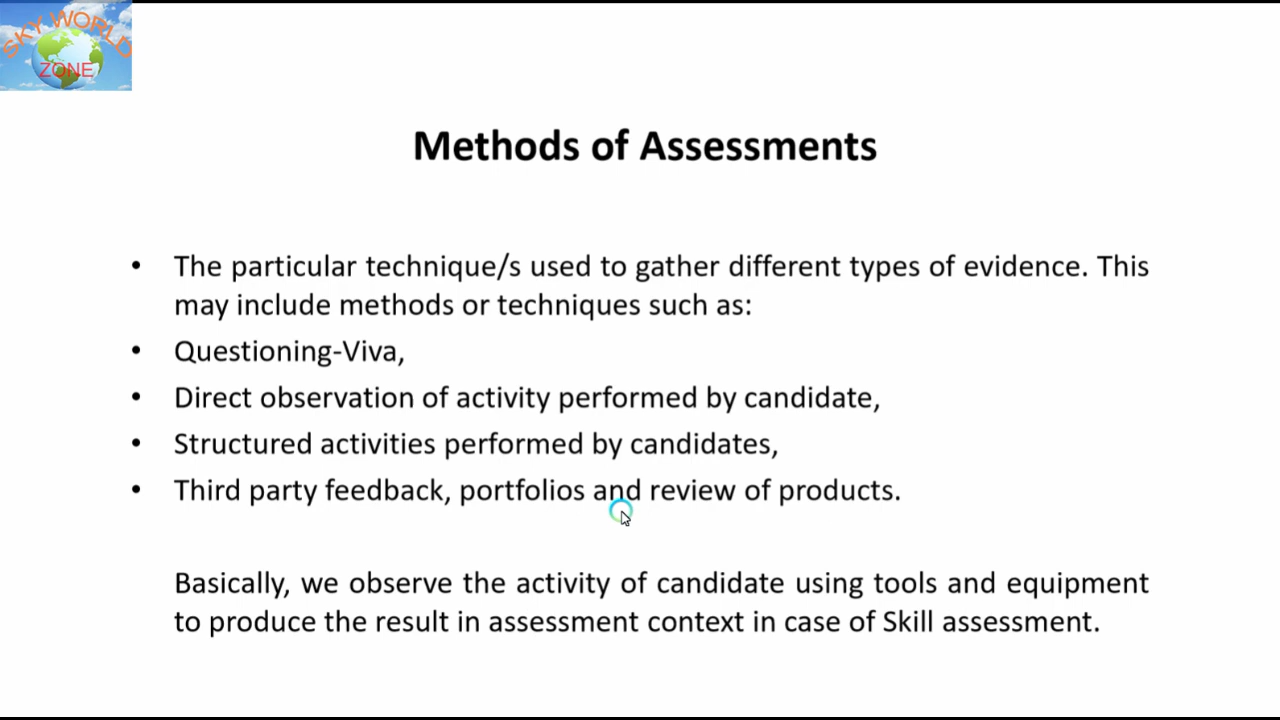 SKY WORLD
ZONE
Methods of Assessments
• The particular technique/s used to gather different types of evidence. This
may include methods or techniques such as:
• Questioning-Viva,
• Direct observation of activity performed by candidate,
• Structured activities performed by candidates,
• Third party feedback, portfolios and review of products.
Basically, we observe the activity of candidate using tools and equipment
to produce the result in assessment context in case of Skill assessment.